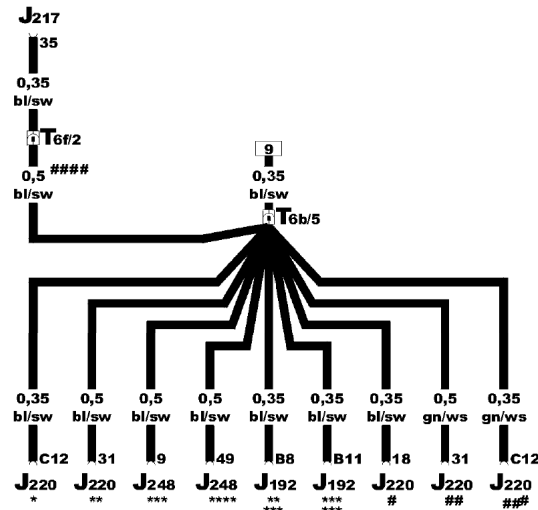 J217
35
0,35
bl/sw
T6f/2
0,5 ####
bl/sw
9
0,35
bl/sw
T6b/5
0,35 0,5 0,5 0,5 0,35 0,35 0,35 0,5 0,35
bl/sw bl/sw bl/sw bl/sw bl/sw bl/sw bl/sw gn/ws gn/ws
C12 31 9 49 B8 B11 18 31 C12
J220 J220 J248 J248 J192 J192 J220 J220 J220
* ** *** **** ** *** # ## ###
*** ***